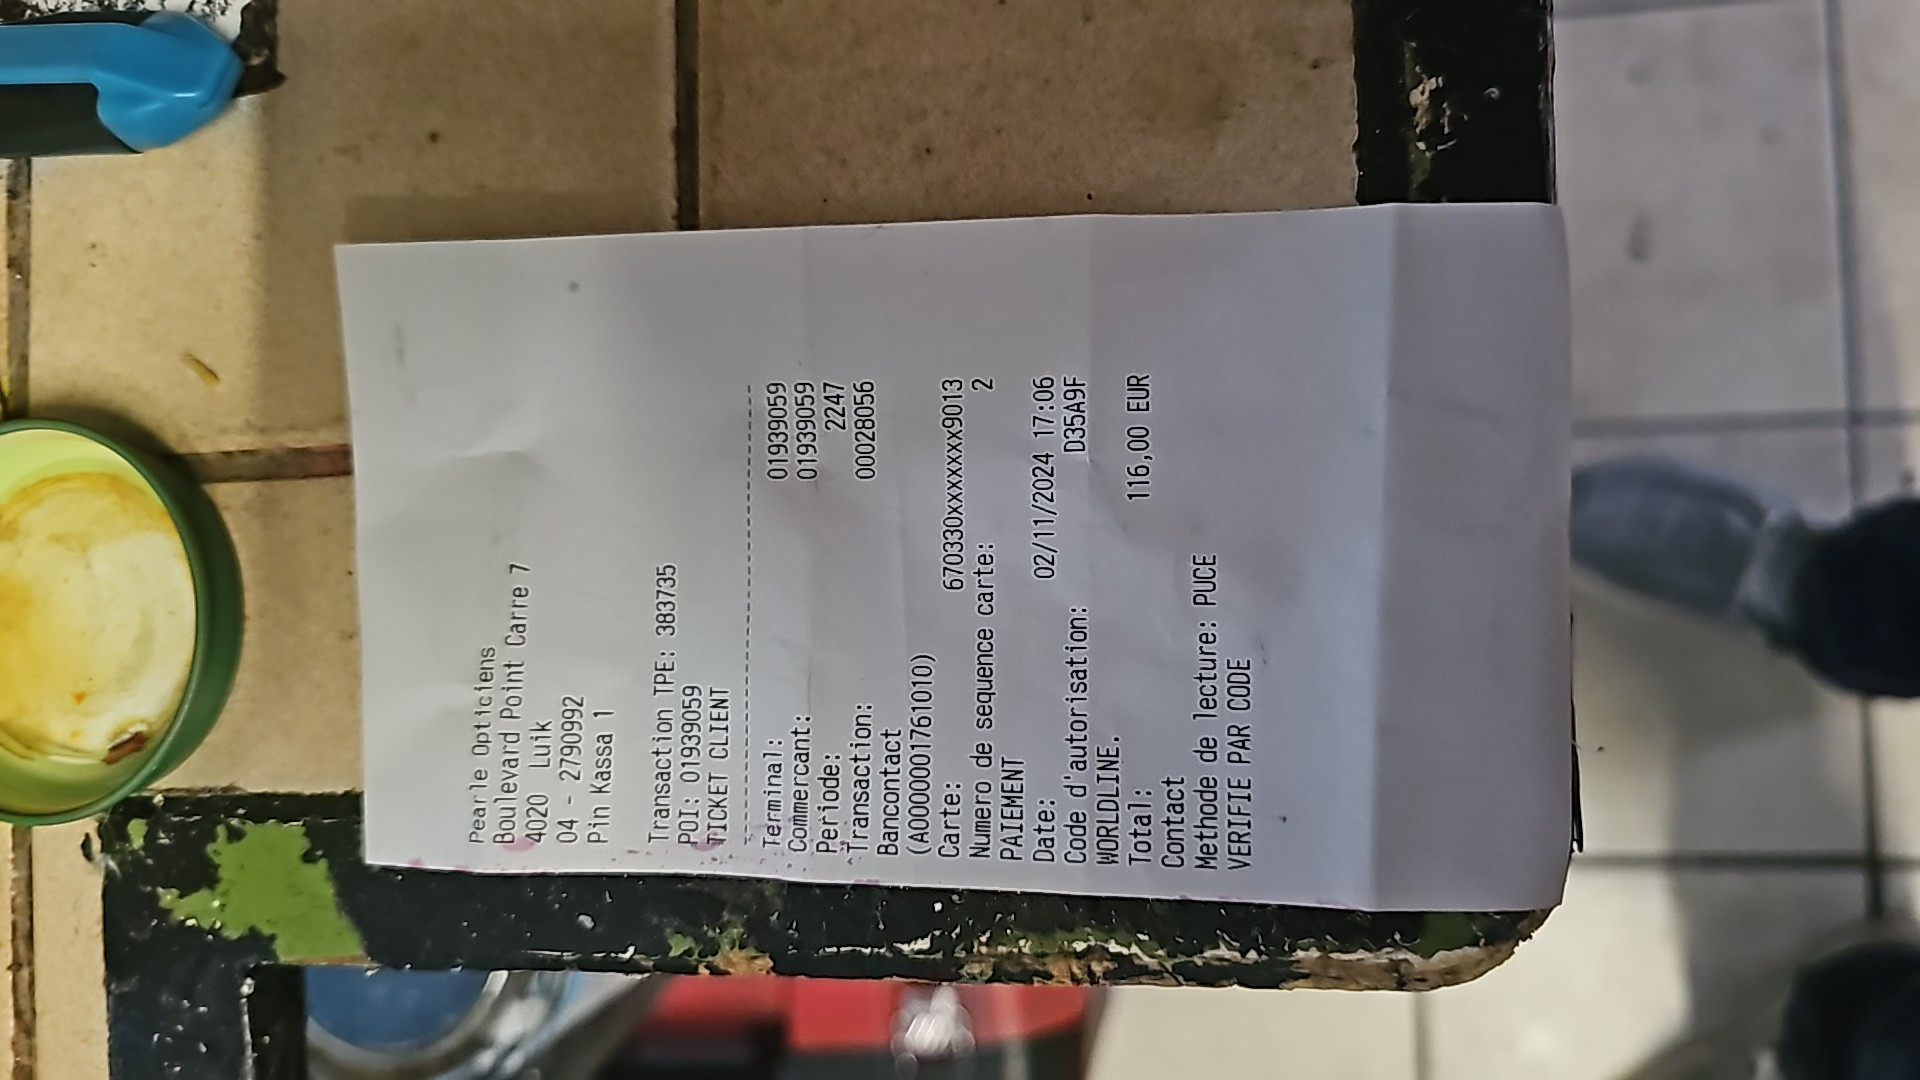 Pearle Opticiens
Boulevard Point Carre 7
4020 Luik
04 - 2790992
Pin Kassa 1
Transaction TPE: 383735
POI: 01939059
TICKET CLIENT
--------------------------------
Terminal: 01939059
Commercant: 01939059
Periode: 2247
Transaction: 00028056
Bancontact
(A0000001761010)
Carte: 670330xxxxxxxxx9013
Numero de sequence carte: 2
PAIEMENT
Date: 02/11/2024 17:06
Code d'autorisation: D35A9F
WORLDLINE.
Total: 116,00 EUR
Contact
Methode de lecture: PUCE
VERIFIE PAR CODE